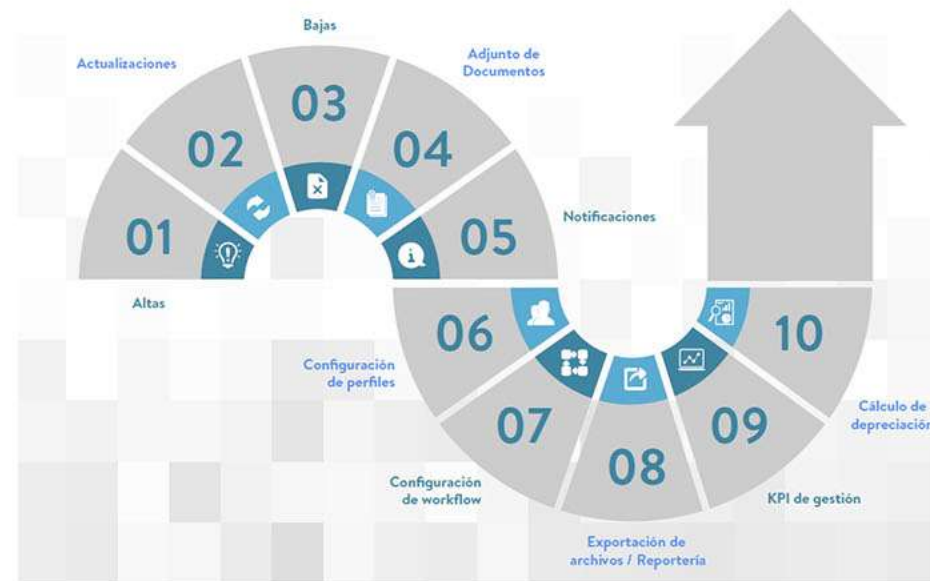 01
Altas
02
Actualizaciones
03
Bajas
04
Adjunto de
Documentos
05
Notificaciones
06
Configuración
de perfiles
07
Configuración
de workflow
08
Exportación de
archivos / Reportería
09
KPI de gestión
10
Cálculo de
depreciación